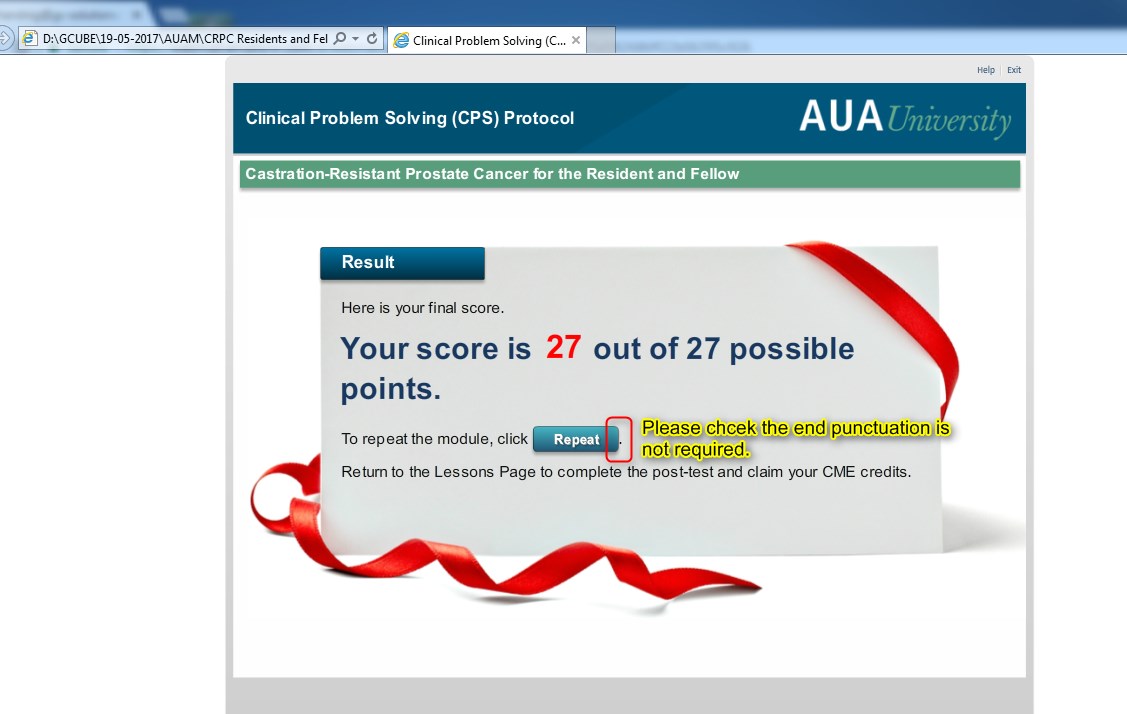 D:\GCUBE\19-05-2017\AUAM\CRPC Residents and Fel
Clinical Problem Solving (C...
Help | Exit
Clinical Problem Solving (CPS) Protocol
AUA University
Castration-Resistant Prostate Cancer for the Resident and Fellow
Result
Here is your final score.
Your score is 27 out of 27 possible
points.
To repeat the module, click Repeat .
Please chcek the end punctuation is
not required.
Return to the Lessons Page to complete the post-test and claim your CME credits.